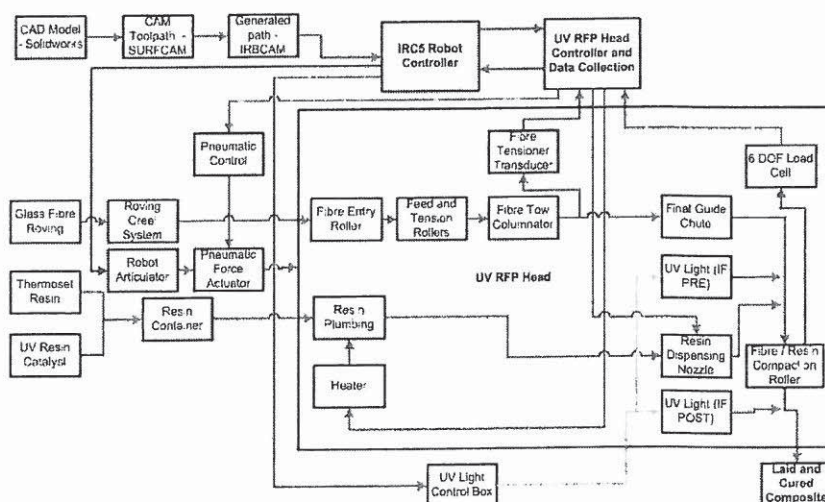 CAD Model
- Solidworks
CAM
Toolpath -
SURFCAM
Generated
path -
IRBCAM
IRC5 Robot
Controller
UV RFP Head
Controller and
Data Collection
Pneumatic
Control
Fibre
Tensioner
Transducer
6 DOF Load
Cell
Glass Fibre
Roving
Roving
Creel
System
Fibre Entry
Roller
Feed and
Tension
Rollers
Fibre Tow
Columnator
Final Guide
Chute
Robot
Articulator
Pneumatic
Force
Actuator
UV RFP Head
UV Light (IF
PRE)
Thermoset
Resin
Resin
Container
Resin
Plumbing
UV Resin
Catalyst
Resin
Dispensing
Nozzle
Fibre / Resin
Compaction
Roller
Heater
UV Light (IF
POST)
UV Light
Control Box
Laid and
Cured
Composite